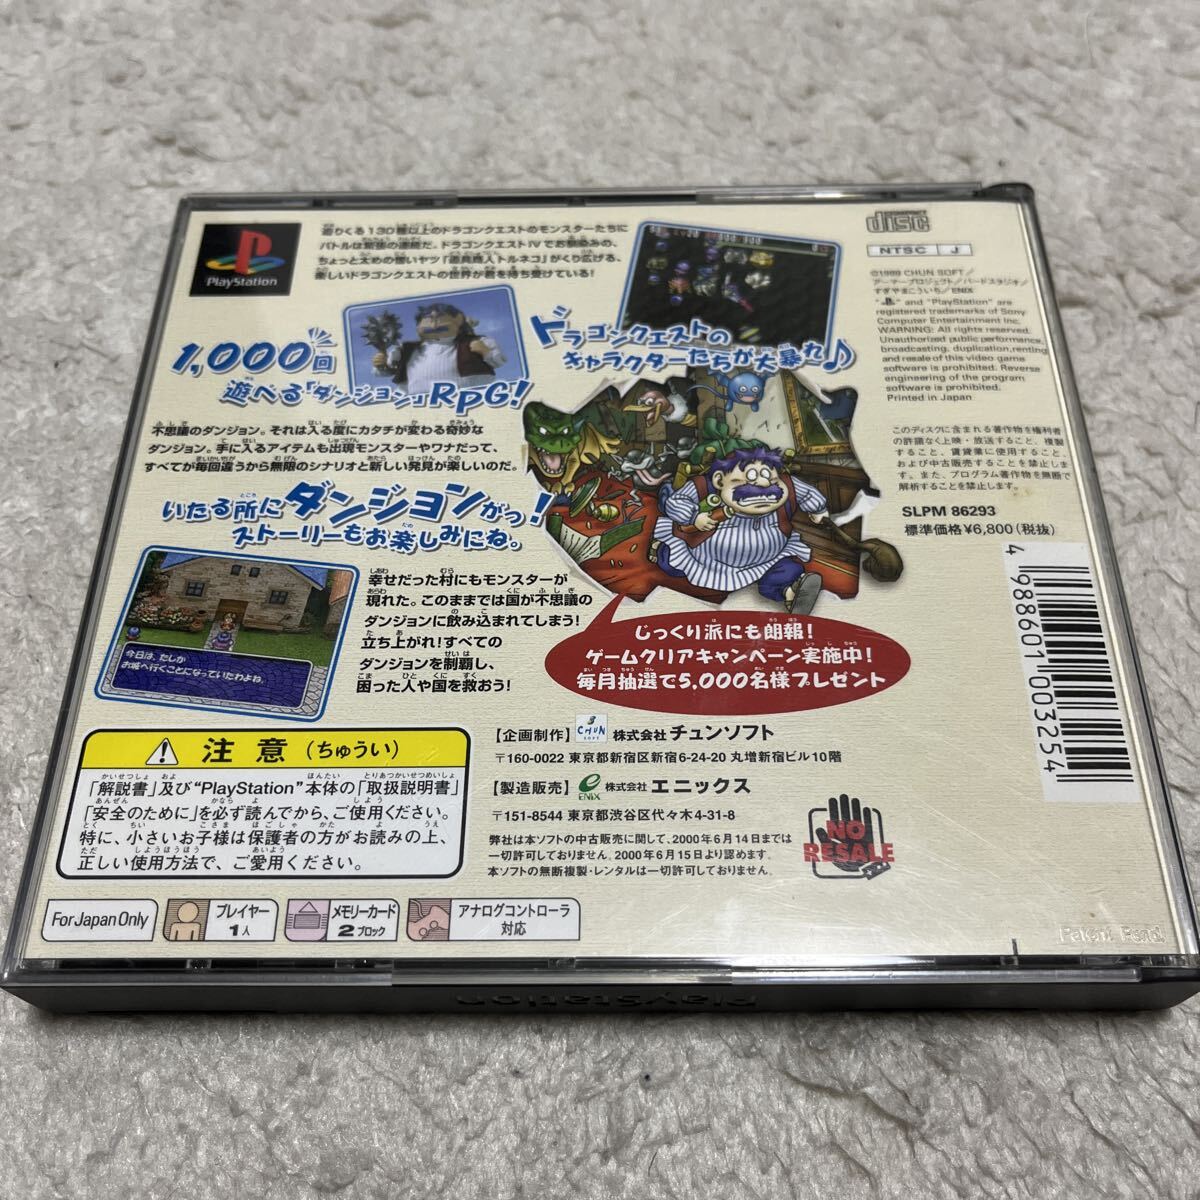 PlayStation
迫りくる130種以上のドラゴンクエストのモンスターたちに
バトルは緊張の連続だ。ドラゴンクエストIVでお馴染みの、
ちょっと太めの憎いヤツ「道具商人トルネコ」がくり広げる、
楽しいドラゴンクエストの世界が君を待ち受けている!
1,000回
遊べる「ダンジョン」RPG!
ドラゴンクエストの
キャラクターたちが大暴れ♪
不思議のダンジョン。それは入る度にカタチが変わる奇妙な
ダンジョン。手に入るアイテムも出現モンスターやワナだって、
すべてが毎回違うから無限のシナリオと新しい発見が楽しいのだ。
いたる所にダンジョンがっ!
ストーリーもお楽しみにね。
今日は、たしか
お城へ行くことになっていたわよね。
幸せだった村にもモンスターが
現れた。このままでは国が不思議の
ダンジョンに飲み込まれてしまう!
立ち上がれ!すべての
ダンジョンを制覇し、
困った人や国を救おう!
じっくり派にも朗報!
ゲームクリアキャンペーン実施中!
毎月抽選で5,000名様プレゼント
disc
NTSC J
©1999 CHUN SOFT/
アーマープロジェクト/バードスタジオ/
すぎやまこういち/ENIX
" " and "PlayStation" are
registered trademarks of Sony
Computer Entertainment Inc.
WARNING: All rights reserved.
Unauthorized public performance,
broadcasting, duplication, renting
and resale of this video game
software is prohibited. Reverse
engineering of the program
software is prohibited.
Printed in Japan
このディスクに含まれる著作物を権利者
の許諾なく上映・放送すること、複製
すること、賃貸業に使用すること、
および中古販売することを禁止しま
す。また、プログラム著作物を無断で
解析することを禁止します。
SLPM 86293
標準価格¥6,800(税抜)
4 988601 003254
注意(ちゅうい)
「解説書」及び"PlayStation"本体の「取扱説明書」
「安全のために」を必ず読んでから、ご使用ください。
特に、小さいお子様は保護者の方がお読みの上、
正しい使用方法で、ご愛用ください。
【企画制作】 CHUN SOFT 株式会社 チュンソフト
〒160-0022 東京都新宿区新宿6-24-20 丸増新宿ビル10階
【製造販売】 ENIX 株式会社 エニックス
〒151-8544 東京都渋谷区代々木4-31-8
弊社は本ソフトの中古販売に関して、2000年6月14日までは
一切許可しておりません。2000年6月15日より認めます。
本ソフトの無断複製・レンタルは一切許可しておりません。
NO
RESALE
For Japan Only
プレイヤー
1人
メモリーカード
2ブロック
アナログコントローラ
対応
Patent Pend.
PlayStation